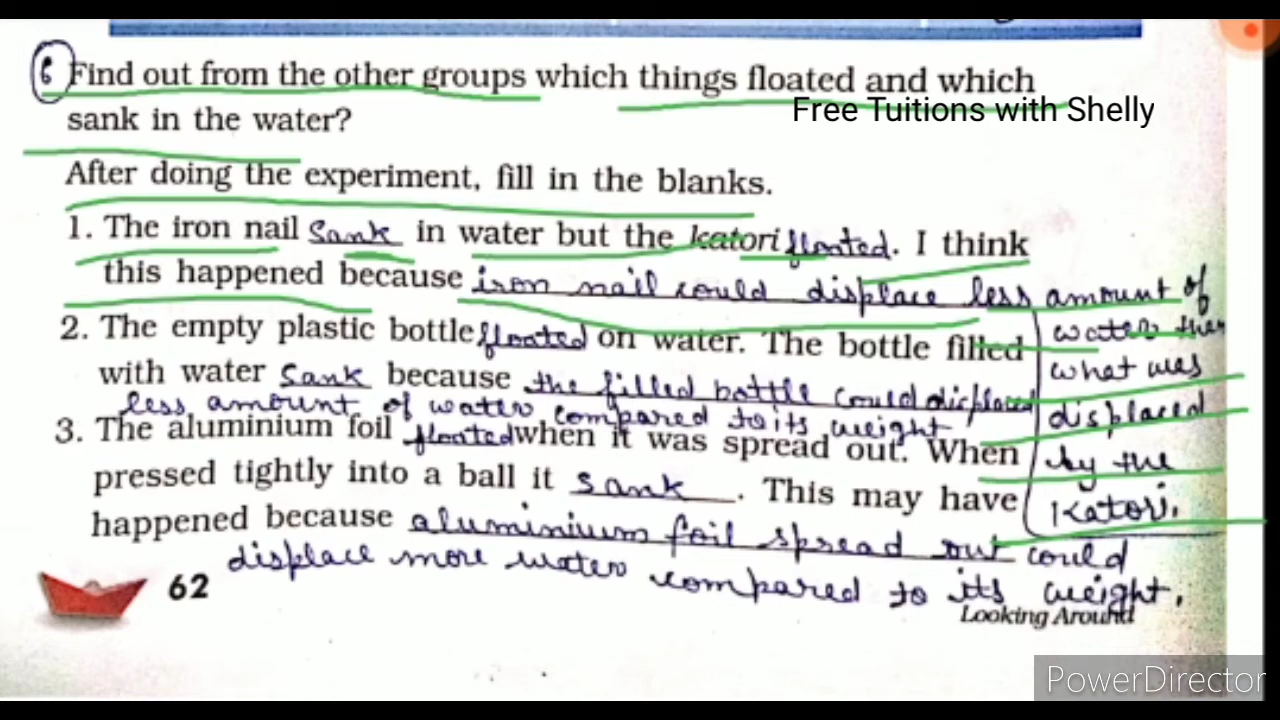 6 Find out from the other groups which things floated and which
Free Tuitions with Shelly
sank in the water?
After doing the experiment, fill in the blanks.
1. The iron nail Sank in water but the katori floated. I think
this happened because iron nail could displace less amount of
water then
what was
displaced
by the
Katori.
2. The empty plastic bottle floated on water. The bottle filled
with water Sank because the filled bottle could displaced
less amount of water compared to its weight
3. The aluminium foil floated when it was spread out. When
pressed tightly into a ball it sank. This may have
happened because aluminium foil spread out could
displace more water compared to its weight.
62
Looking Around
PowerDirector